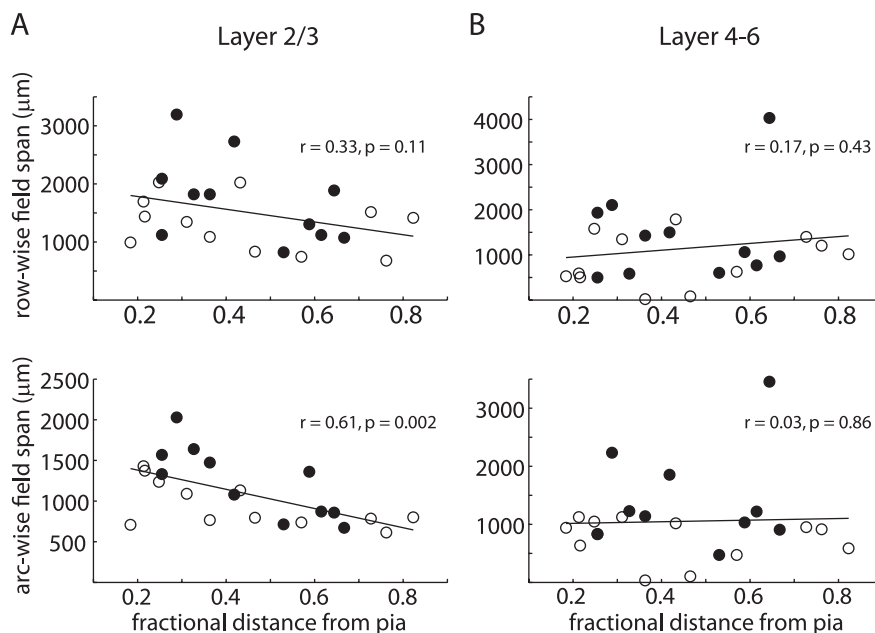 A
Layer 2/3
B
Layer 4-6
row-wise field span (μm)
3000
2000
1000
r = 0.33, p = 0.11
0.2 0.4 0.6 0.8
4000
3000
2000
1000
0
r = 0.17, p = 0.43
0.2 0.4 0.6 0.8
arc-wise field span (μm)
2500
2000
1500
1000
500
r = 0.61, p = 0.002
0.2 0.4 0.6 0.8
fractional distance from pia
3000
2000
1000
0
r = 0.03, p = 0.86
0.2 0.4 0.6 0.8
fractional distance from pia